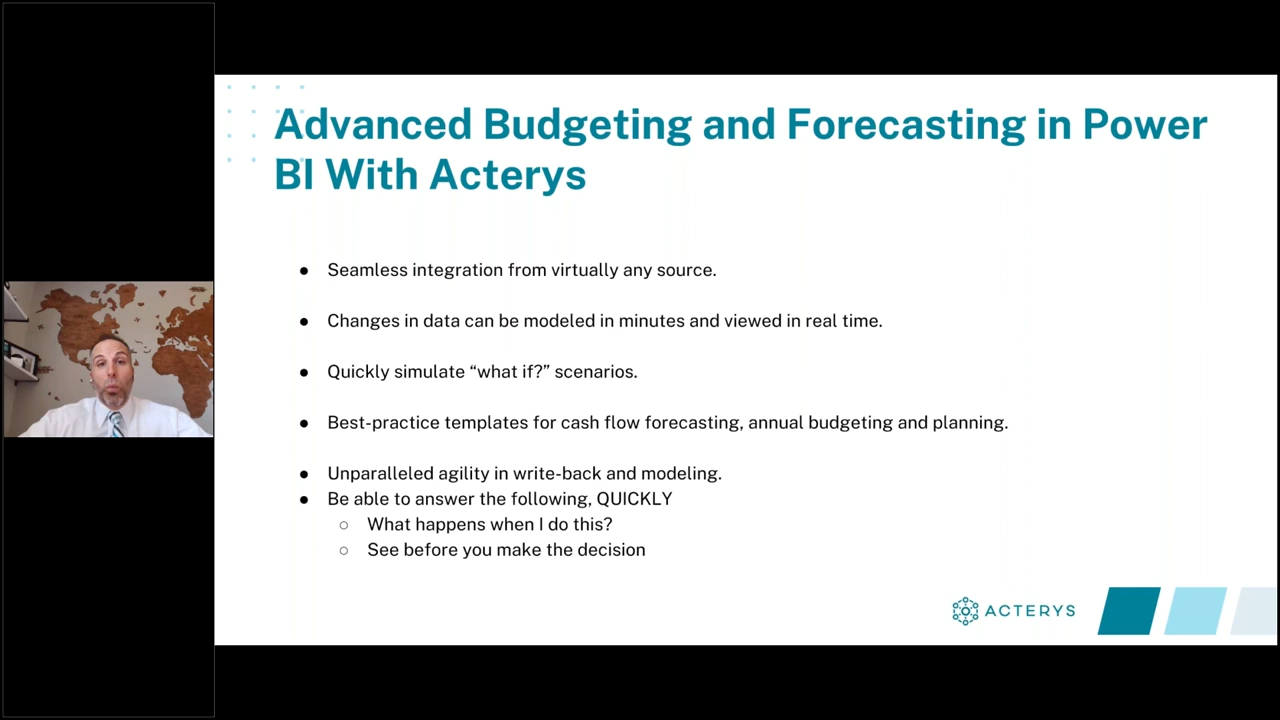 Advanced Budgeting and Forecasting in Power
BI With Acterys
● Seamless integration from virtually any source.
● Changes in data can be modeled in minutes and viewed in real time.
● Quickly simulate “what if?” scenarios.
● Best-practice templates for cash flow forecasting, annual budgeting and planning.
● Unparalleled agility in write-back and modeling.
● Be able to answer the following, QUICKLY
○ What happens when I do this?
○ See before you make the decision
ACTERYS